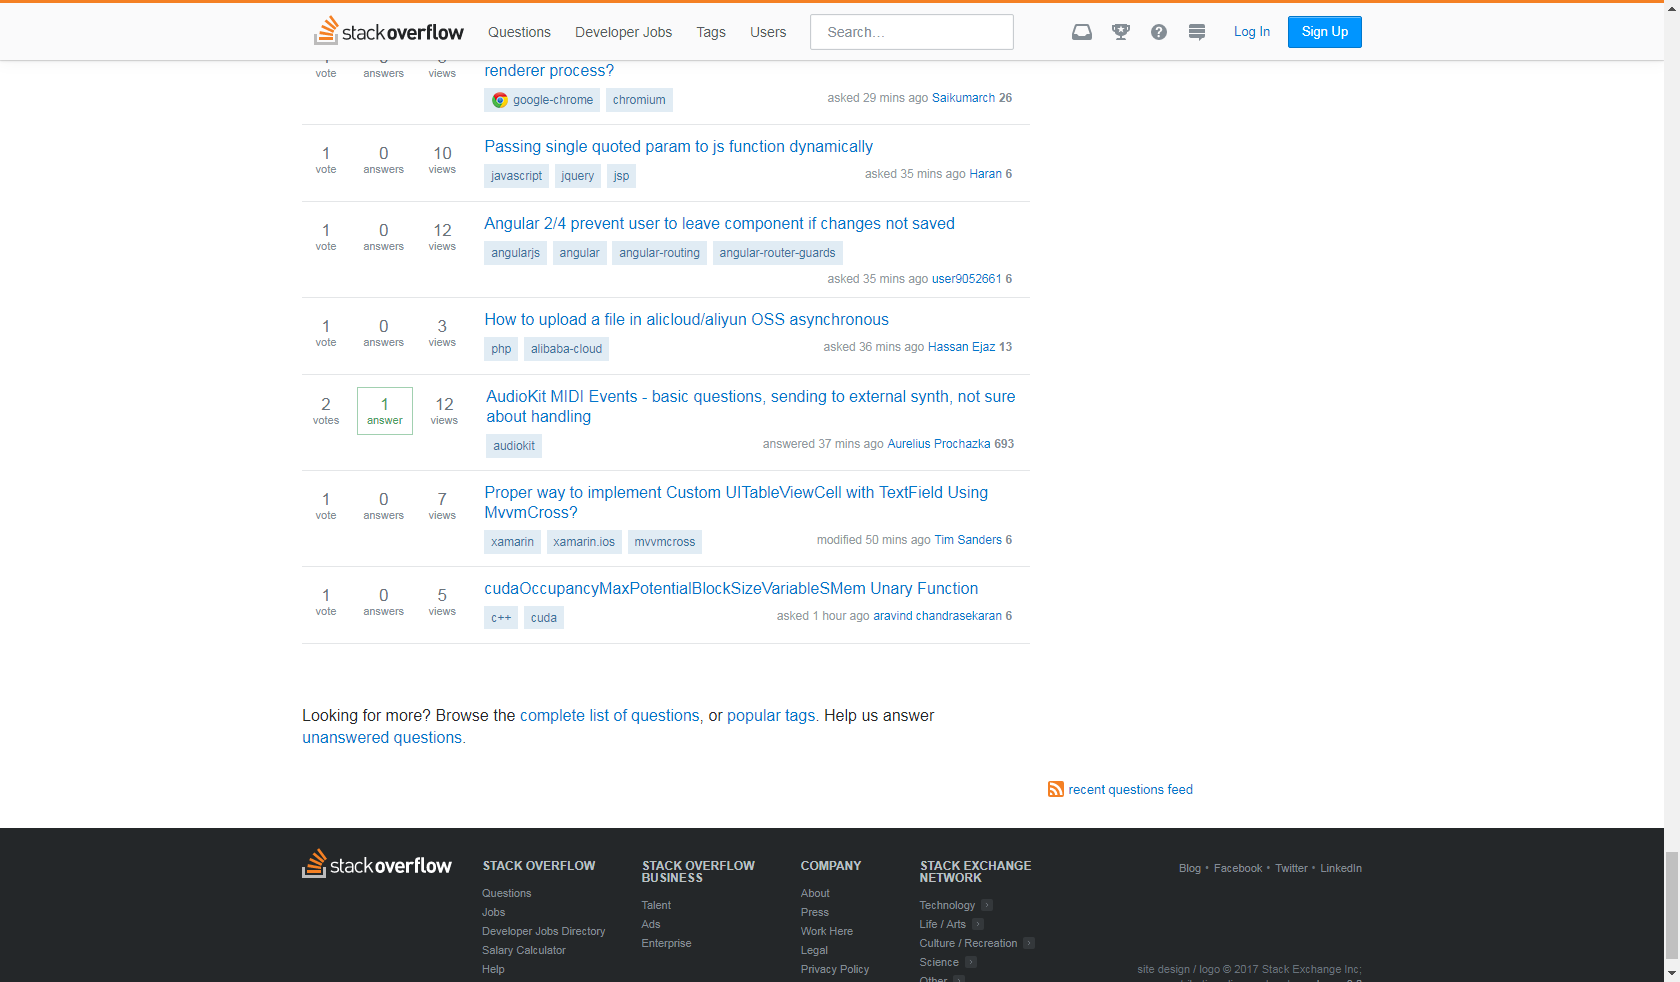 stackoverflow Questions Developer Jobs Tags Users Search... Log In Sign Up
vote answers views
renderer process?
google-chrome chromium asked 29 mins ago Saikumarch 26
Passing single quoted param to js function dynamically
1 0 10
vote answers views
javascript jquery jsp asked 35 mins ago Haran 6
Angular 2/4 prevent user to leave component if changes not saved
1 0 12
vote answers views
angularjs angular angular-routing angular-router-guards
asked 35 mins ago user9052661 6
How to upload a file in alicloud/aliyun OSS asynchronous
1 0 3
vote answers views
php alibaba-cloud asked 36 mins ago Hassan Ejaz 13
AudioKit MIDI Events - basic questions, sending to external synth, not sure
about handling
2 1 12
votes answer views
audiokit answered 37 mins ago Aurelius Prochazka 693
Proper way to implement Custom UITableViewCell with TextField Using
MvvmCross?
1 0 7
vote answers views
xamarin xamarin.ios mvvmcross modified 50 mins ago Tim Sanders 6
cudaOccupancyMaxPotentialBlockSizeVariableSMem Unary Function
1 0 5
vote answers views
c++ cuda asked 1 hour ago aravind chandrasekaran 6
Looking for more? Browse the complete list of questions, or popular tags. Help us answer
unanswered questions.
recent questions feed
stackoverflow
STACK OVERFLOW
Questions
Jobs
Developer Jobs Directory
Salary Calculator
Help
STACK OVERFLOW
BUSINESS
Talent
Ads
Enterprise
COMPANY
About
Press
Work Here
Legal
Privacy Policy
STACK EXCHANGE
NETWORK
Technology
Life / Arts
Culture / Recreation
Science
Other
Blog • Facebook • Twitter • LinkedIn
site design / logo © 2017 Stack Exchange Inc;